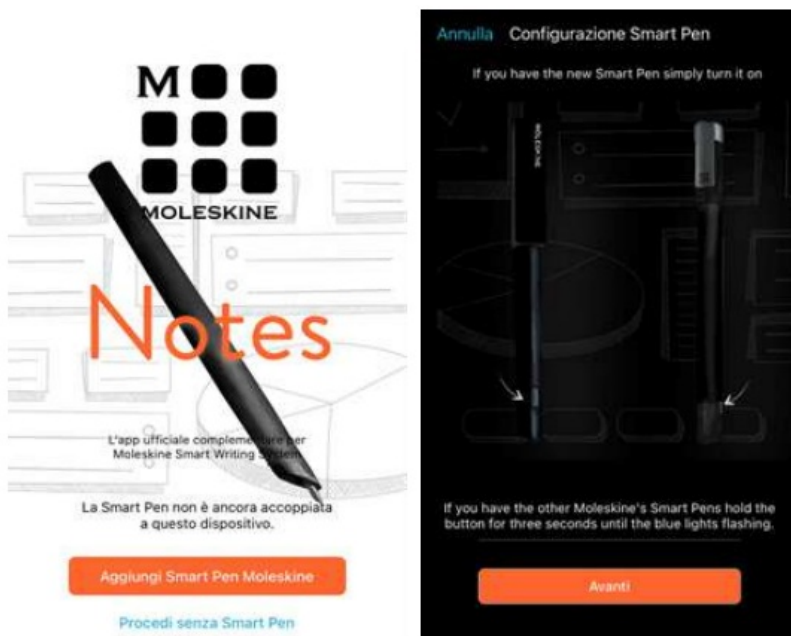 M
MOLESKINE
Notes
L'app ufficiale complementare per
Moleskine Smart Writing System
La Smart Pen non è ancora accoppiata
a questo dispositivo.
Aggiungi Smart Pen Moleskine
Procedi senza Smart Pen
Annulla Configurazione Smart Pen
If you have the new Smart Pen simply turn it on
MOLESKINE
If you have the other Moleskine's Smart Pens hold the
button for three seconds until the blue lights flashing.
Avanti